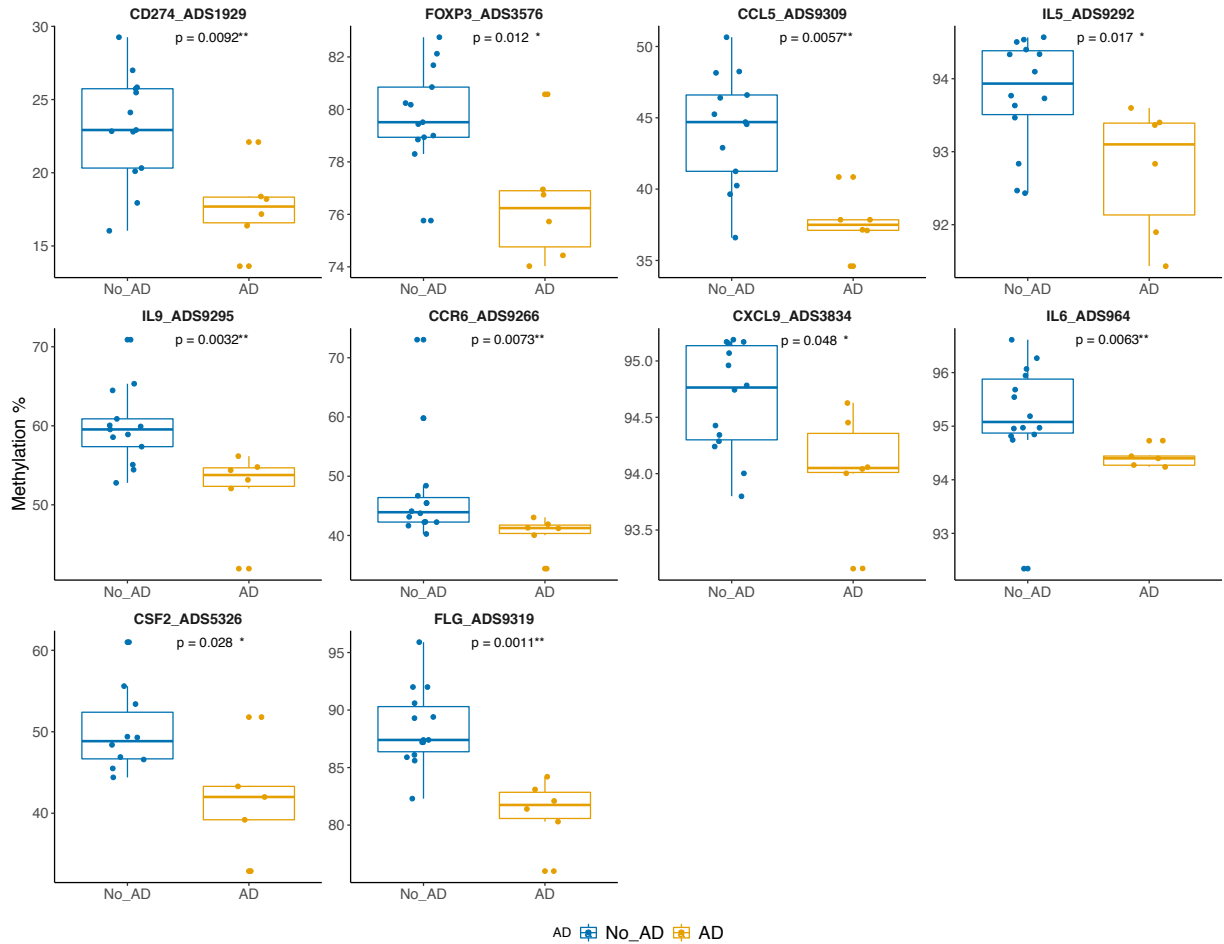 CD274_ADS1929
p = 0.0092**
30
25
20
15
No_AD
AD
FOXP3_ADS3576
p = 0.012 *
82
80
78
76
74
No_AD
AD
CCL5_ADS9309
p = 0.0057**
50
45
40
35
No_AD
AD
IL5_ADS9292
p = 0.017 *
94
93
92
No_AD
AD
Methylation %
IL9_ADS9295
p = 0.0032**
70
60
50
No_AD
AD
CCR6_ADS9266
p = 0.0073**
70
60
50
40
No_AD
AD
CXCL9_ADS3834
p = 0.048 *
95.0
94.5
94.0
93.5
No_AD
AD
IL6_ADS964
p = 0.0063**
96
95
94
93
No_AD
AD
CSF2_ADS5326
p = 0.028 *
60
50
40
No_AD
AD
FLG_ADS9319
p = 0.0011**
95
90
85
80
No_AD
AD
AD No_AD AD